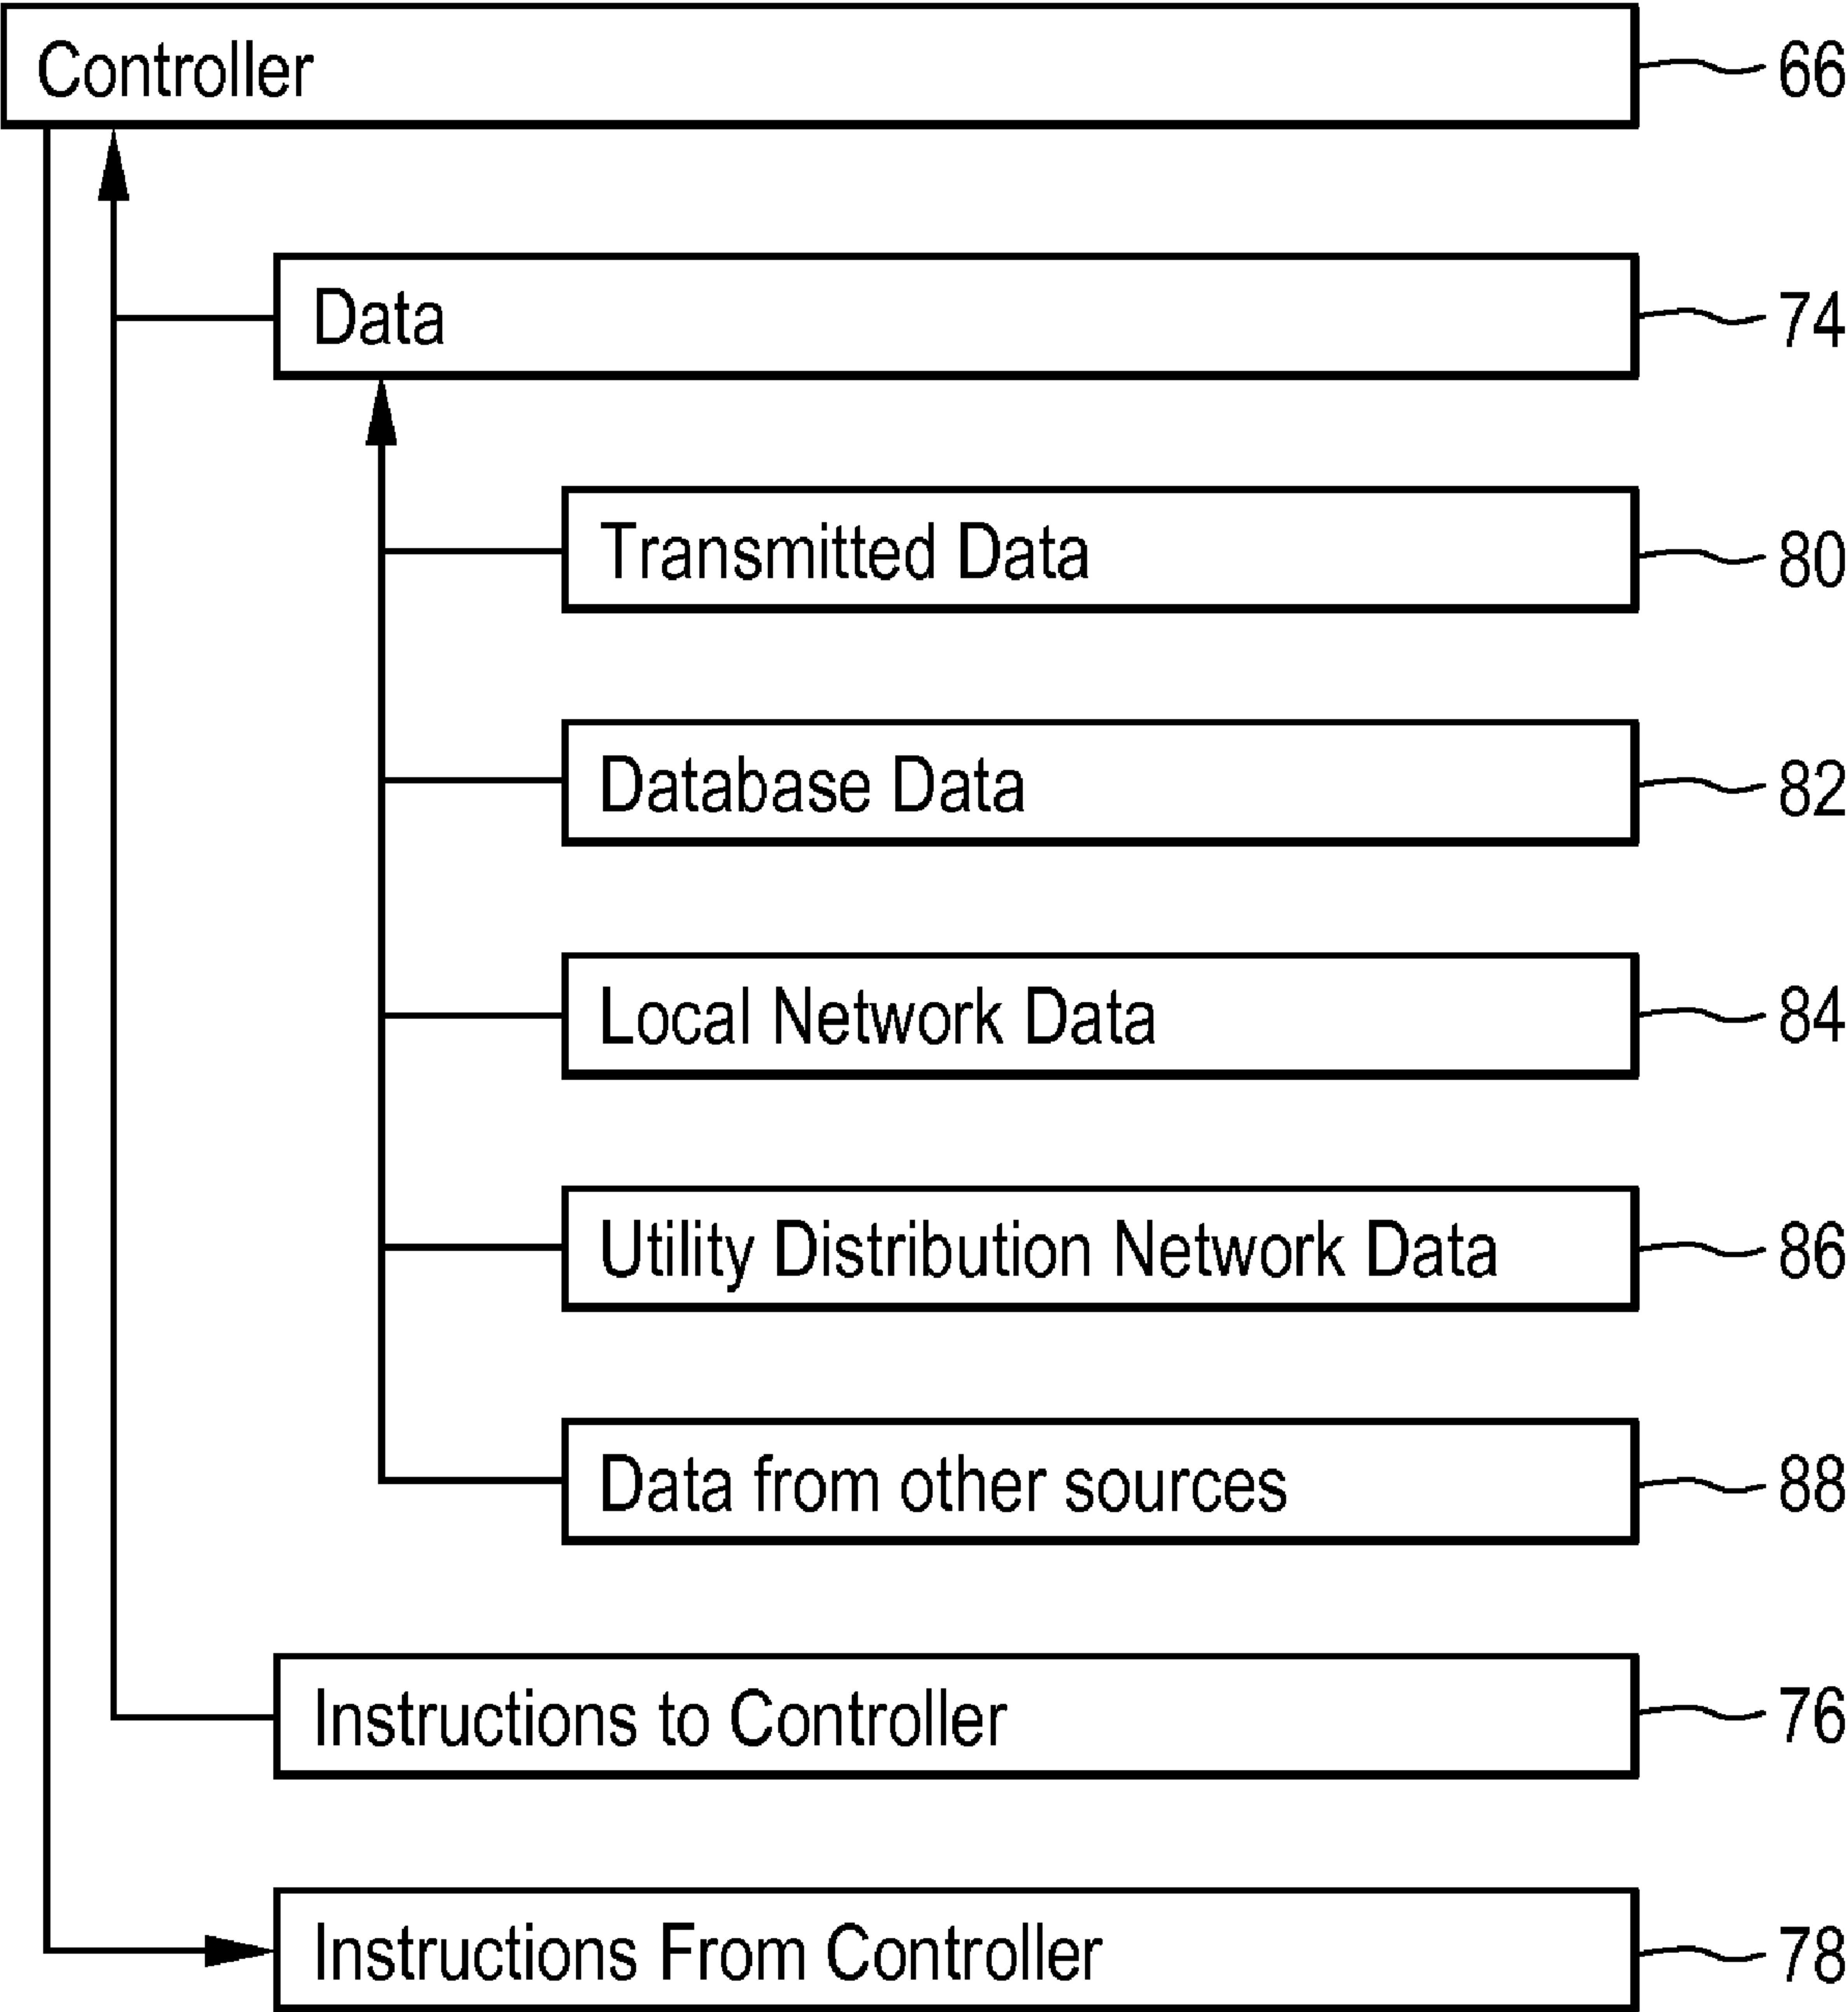 Controller 66
Data 74
Transmitted Data 80
Database Data 82
Local Network Data 84
Utility Distribution Network Data 86
Data from other sources 88
Instructions to Controller 76
Instructions From Controller 78